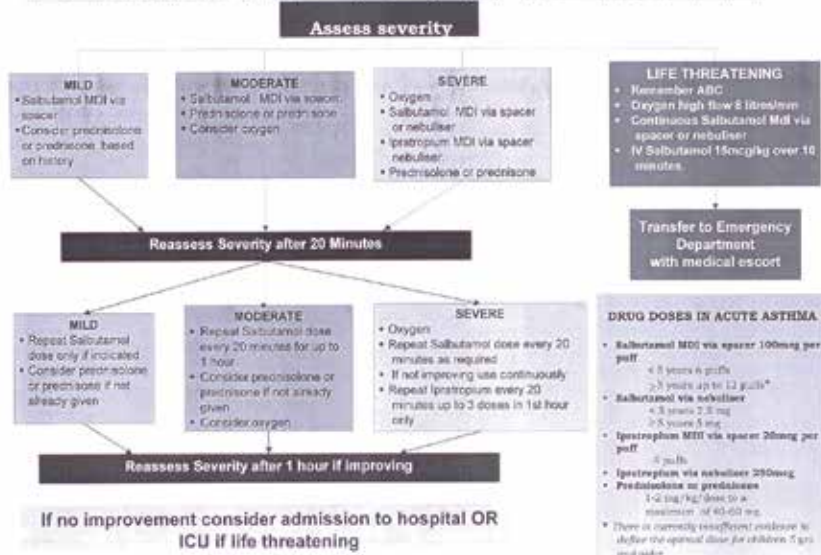 Assess severity
MILD
• Salbutamol MDI via
spacer
• Consider prednisolone
or prednisone based
on history
MODERATE
• Salbutamol MDI via spacer.
• Prednisolone or prednisone
• Consider oxygen
SEVERE
• Oxygen
• Salbutamol MDI via spacer
or nebuliser
• Ipratropium MDI via spacer
nebuliser
• Prednisolone or prednisone
LIFE THREATENING
• Remember ABC
• Oxygen high flow 8 litres/min
• Continuous Salbutamol Mdi via
spacer or nebuliser
• IV Salbutamol 15mcg/kg over 10
minutes.
Reassess Severity after 20 Minutes
Transfer to Emergency
Department
with medical escort
MILD
• Repeat Salbutamol
dose only if indicated
• Consider prednisolone
or prednisone if not
already given
MODERATE
• Repeat Salbutamol dose
every 20 minutes for up to
1 hour
• Consider prednisolone or
prednisone if not already
given
• Consider oxygen
SEVERE
• Oxygen
• Repeat Salbutamol dose every 20
minutes as required
• If not improving use continuously
• Repeat Ipratropium every 20
minutes up to 3 doses in 1st hour
only
DRUG DOSES IN ACUTE ASTHMA
• Salbutamol MDI via spacer 100mcg per
puff
years 6 puffs
years up to 12 puffs*
• Salbutamol via nebuliser
years 2.5 mg
years 5 mg
• Ipratropium MDI via spacer 20mcg per
puff
puffs
• Ipratropium via nebuliser 250mcg
• Prednisolone or prednisone
1-2 mg/kg/dose to a
maximum of 40-60 mg
* There is currently insufficient evidence to
define the optimal dose for children 5 yrs
Reassess Severity after 1 hour if improving
If no improvement consider admission to hospital OR
ICU if life threatening